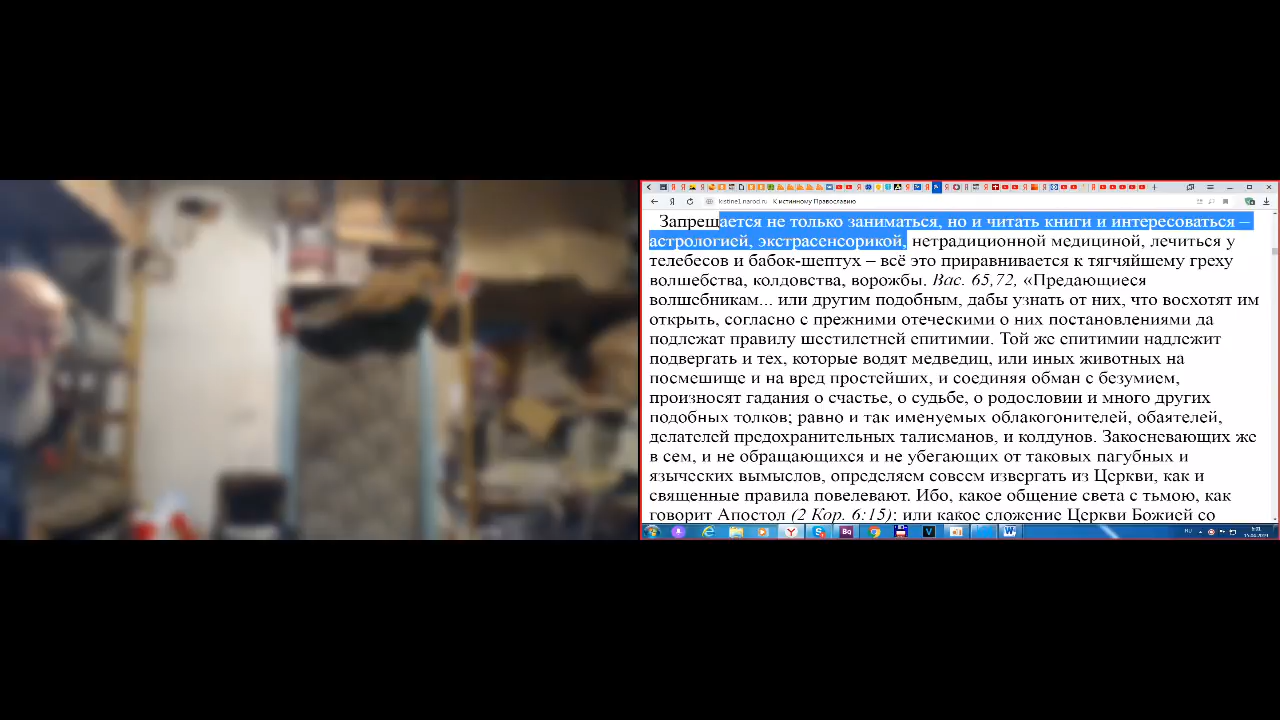 kistine1.narod.ru К истинному Православию
Запрещается не только заниматься, но и читать книги и интересоваться –
астрологией, экстрасенсорикой, нетрадиционной медициной, лечиться у
телебесов и бабок-шептух – всё это приравнивается к тягчяйшему греху
волшебства, колдовства, ворожбы. Вас. 65,72, «Предающиеся
волшебникам... или другим подобным, дабы узнать от них, что восхотят им
открыть, согласно с прежними отеческими о них постановлениями да
подлежат правилу шестилетней епитимии. Той же епитимии надлежит
подвергать и тех, которые водят медведиц, или иных животных на
посмешище и на вред простейших, и соединяя обман с безумием,
произносят гадания о счастье, о судьбе, о родословии и много других
подобных толков; равно и так именуемых облакогонителей, обаятелей,
делателей предохранительных талисманов, и колдунов. Закосневающих же
в сем, и не обращающихся и не убегающих от таковых пагубных и
языческих вымыслов, определяем совсем извергать из Церкви, как и
священные правила повелевают. Ибо, какое общение света с тьмою, как
говорит Апостол (2 Кор. 6:15): или какое сложение Церкви Божией со